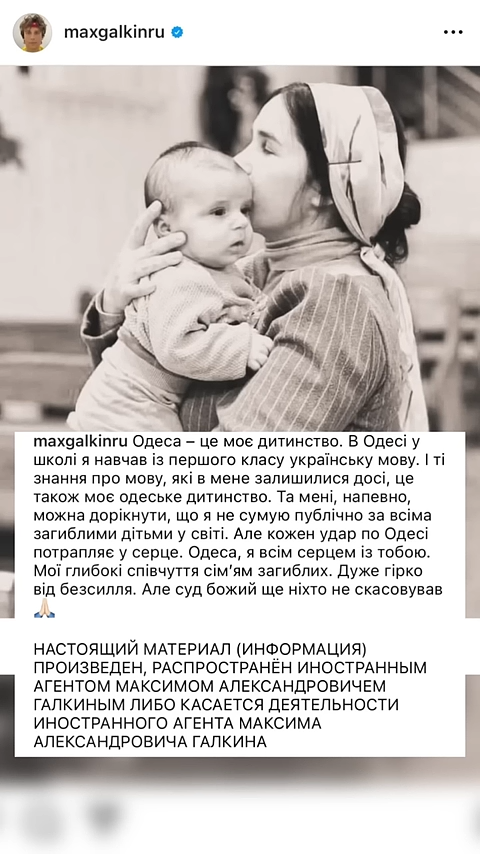 maxgalkinru
maxgalkinru Одеса – це моє дитинство. В Одесі у
школі я навчав із першого класу українську мову. І ті
знання про мову, які в мене залишилися досі, це
також моє одеське дитинство. Та мені, напевно,
можна дорікнути, що я не сумую публічно за всіма
загиблими дітьми у світі. Але кожен удар по Одесі
потрапляє у серце. Одеса, я всім серцем із тобою.
Мої глибокі співчуття сім’ям загиблих. Дуже гірко
від безсилля. Але суд божий ще ніхто не скасовував
🙏🏻
НАСТОЯЩИЙ МАТЕРИАЛ (ИНФОРМАЦИЯ)
ПРОИЗВЕДЕН, РАСПРОСТРАНЁН ИНОСТРАННЫМ
АГЕНТОМ МАКСИМОМ АЛЕКСАНДРОВИЧЕМ
ГАЛКИНЫМ ЛИБО КАСАЕТСЯ ДЕЯТЕЛЬНОСТИ
ИНОСТРАННОГО АГЕНТА МАКСИМА
АЛЕКСАНДРОВИЧА ГАЛКИНА